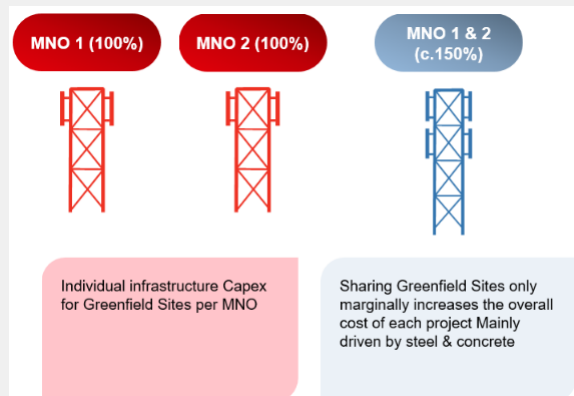 MNO 1 (100%)
MNO 2 (100%)
MNO 1 & 2
(c.150%)
Individual infrastructure Capex
for Greenfield Sites per MNO
Sharing Greenfield Sites only
marginally increases the overall
cost of each project Mainly
driven by steel & concrete